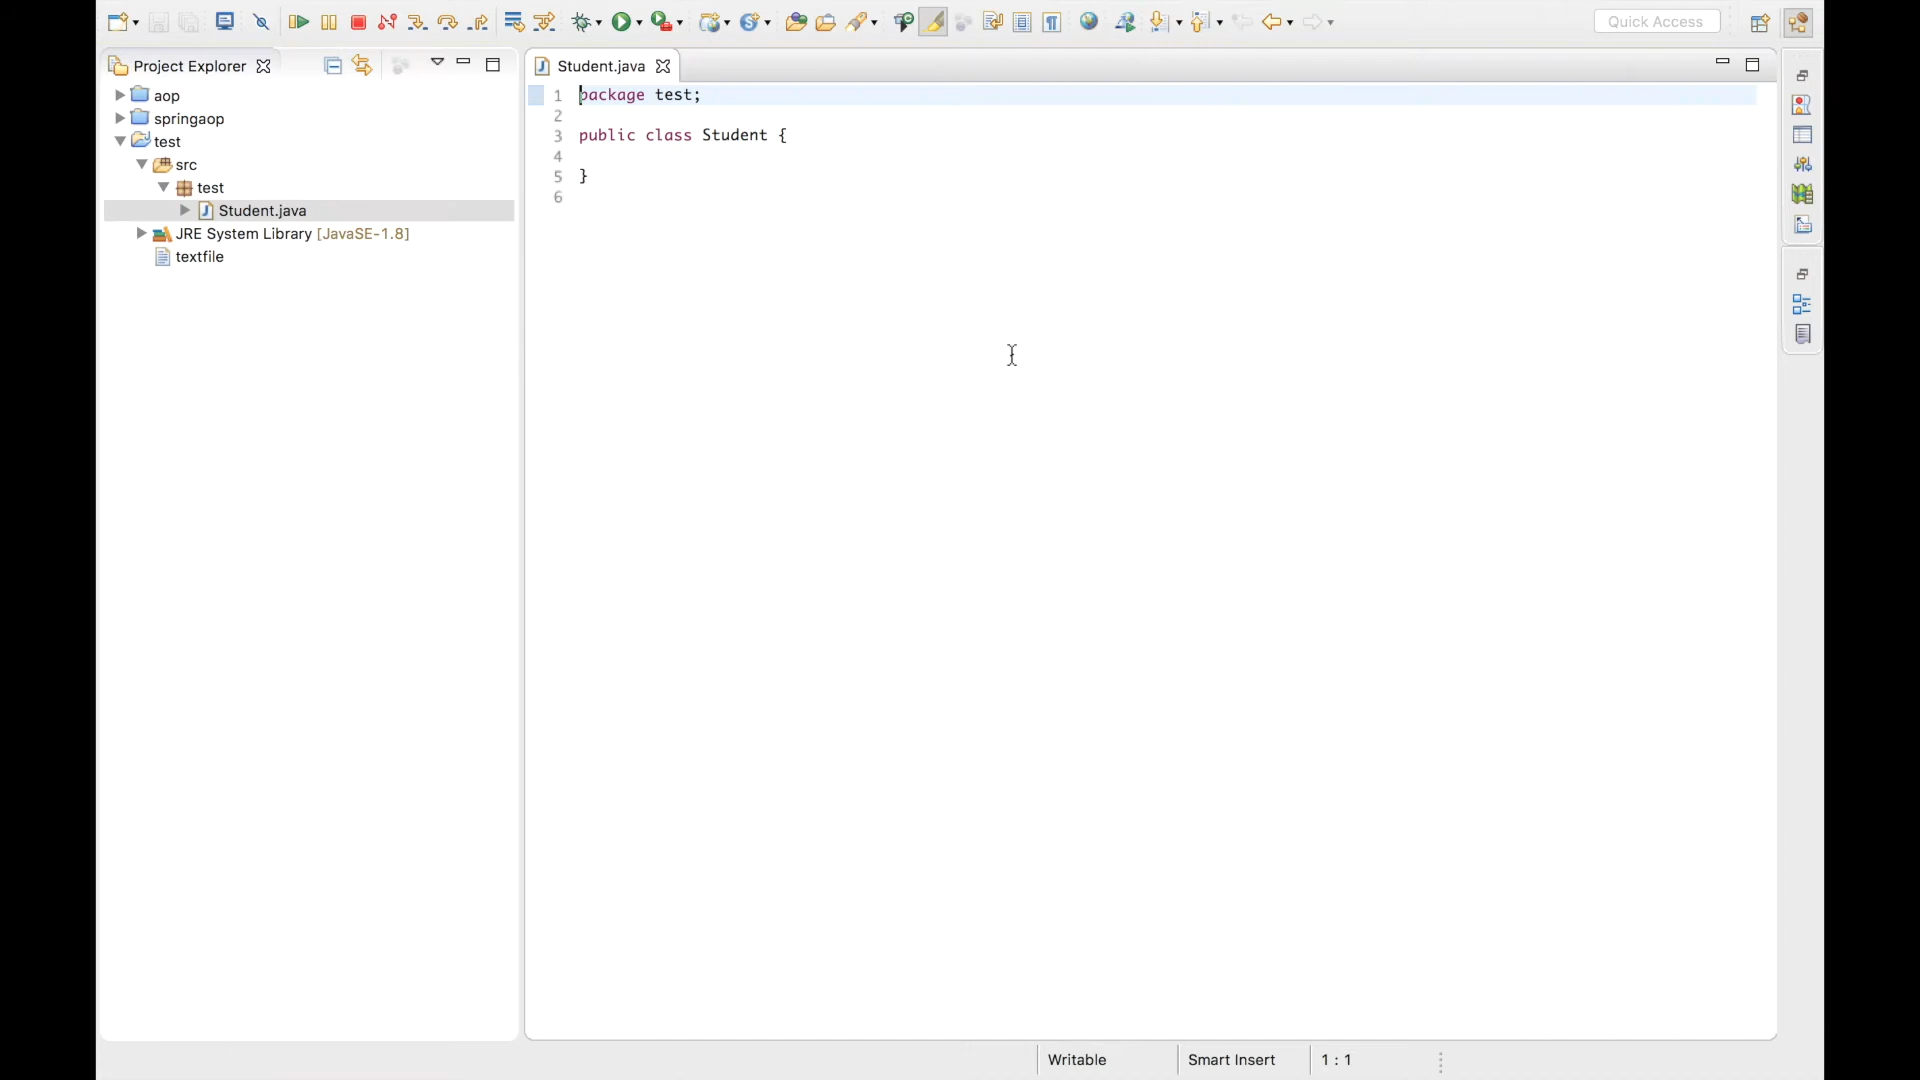 Quick Access
Project Explorer
aop
springaop
test
src
test
Student.java
JRE System Library [JavaSE-1.8]
textfile
Student.java
1 package test;
2
3 public class Student {
4
5 }
6
Writable
Smart Insert
1 : 1